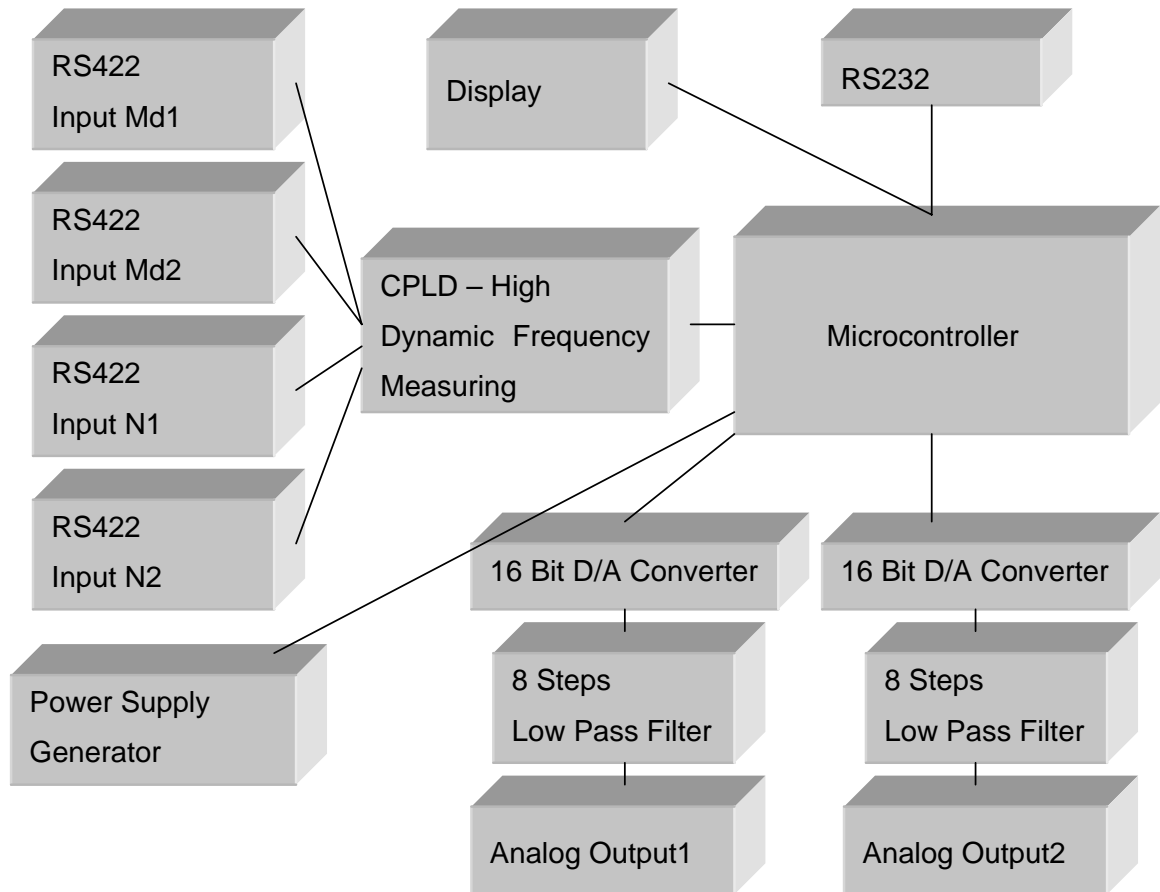 RS422
Input Md1
Display
RS232
RS422
Input Md2
CPLD – High
Dynamic Frequency
Measuring
Microcontroller
RS422
Input N1
RS422
Input N2
16 Bit D/A Converter
16 Bit D/A Converter
Power Supply
Generator
8 Steps
Low Pass Filter
8 Steps
Low Pass Filter
Analog Output1
Analog Output2